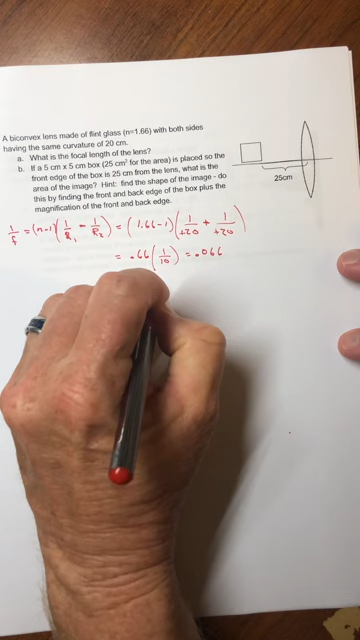 A biconvex lens made of flint glass (n=1.66) with both sides
having the same curvature of 20 cm.
a. What is the focal length of the lens?
b. If a 5 cm x 5 cm box (25 cm² for the area) is placed so the
front edge of the box is 25 cm from the lens, what is the
area of the image? Hint: find the shape of the image - do
this by finding the front and back edge of the box plus the
magnification of the front and back edge.
25cm
1/f = (n-1)(1/R₁ - 1/R₂) = (1.66-1)(1/+20 + 1/+20)
= .66(1/10) = .066